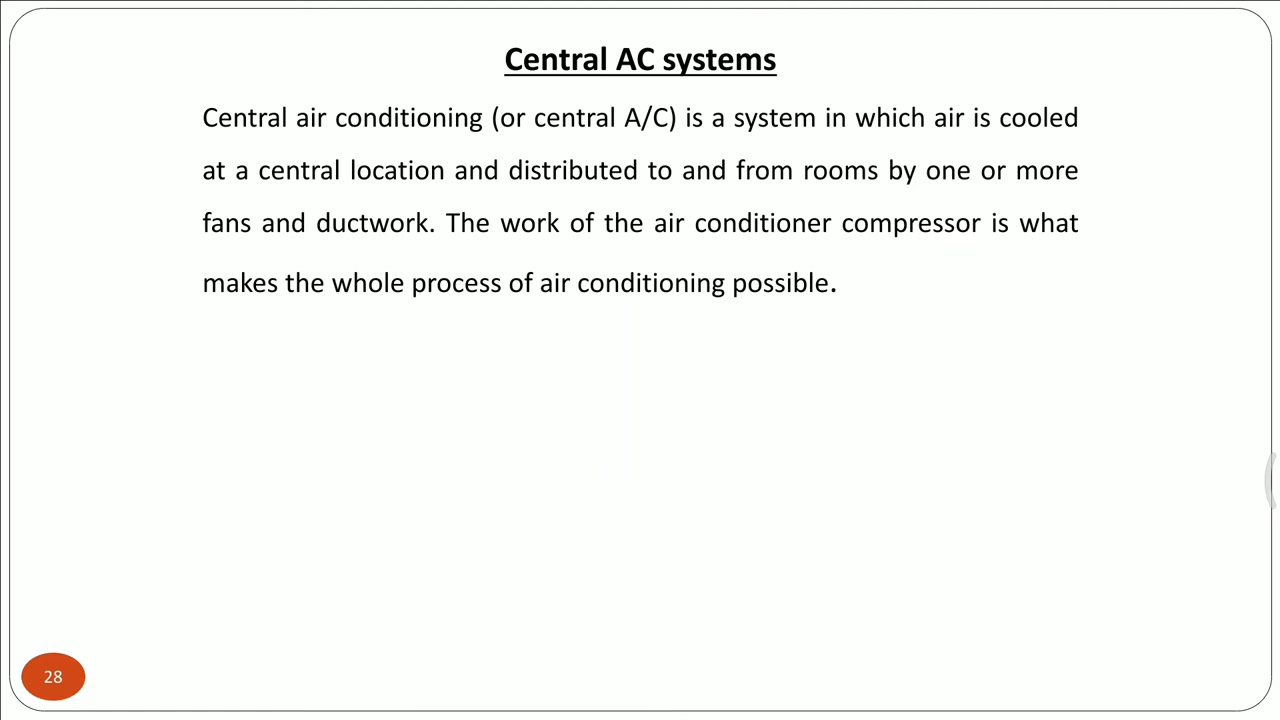 Central AC systems
Central air conditioning (or central A/C) is a system in which air is cooled
at a central location and distributed to and from rooms by one or more
fans and ductwork. The work of the air conditioner compressor is what
makes the whole process of air conditioning possible.
28